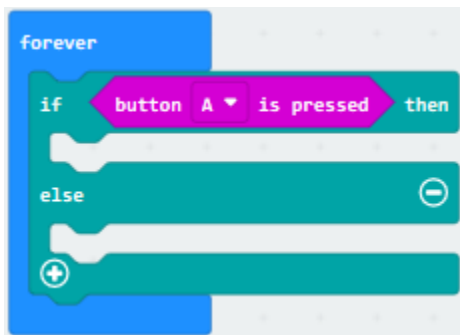 forever
if button A is pressed then
else